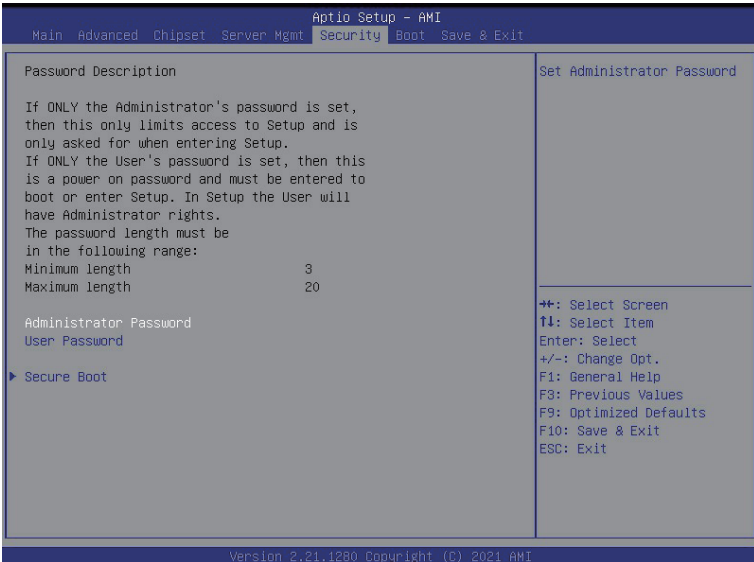 Aptio Setup – AMI
Main Advanced Chipset Server Mgmt Security Boot Save & Exit
Password Description
If ONLY the Administrator's password is set,
then this only limits access to Setup and is
only asked for when entering Setup.
If ONLY the User's password is set, then this
is a power on password and must be entered to
boot or enter Setup. In Setup the User will
have Administrator rights.
The password length must be
in the following range:
Minimum length 3
Maximum length 20
Administrator Password
User Password
▶ Secure Boot
Set Administrator Password
→←: Select Screen
↑↓: Select Item
Enter: Select
+/-: Change Opt.
F1: General Help
F3: Previous Values
F9: Optimized Defaults
F10: Save & Exit
ESC: Exit
Version 2.21.1280 Copyright (C) 2021 AMI